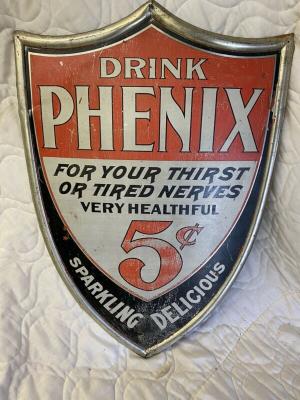 DRINK
PHENIX
FOR YOUR THIRST
OR TIRED NERVES
VERY HEALTHFUL
5¢
SPARKLING DELICIOUS